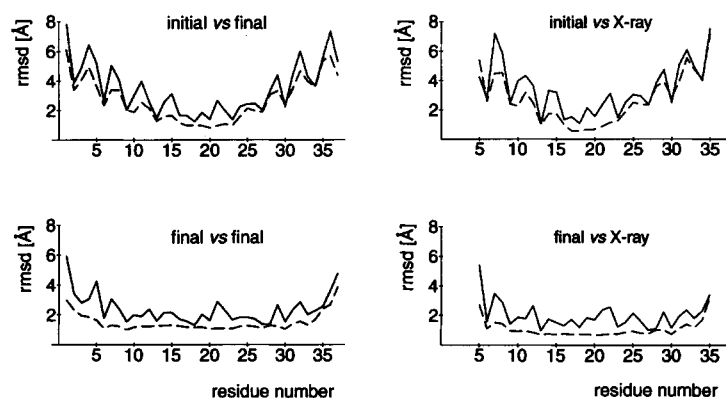 initial vs final
rmsd [Å]
8
6
4
2
5 10 15 20 25 30 35
initial vs X-ray
rmsd [Å]
8
6
4
2
5 10 15 20 25 30 35
final vs final
rmsd [Å]
8
6
4
2
5 10 15 20 25 30 35
residue number
final vs X-ray
rmsd [Å]
8
6
4
2
5 10 15 20 25 30 35
residue number